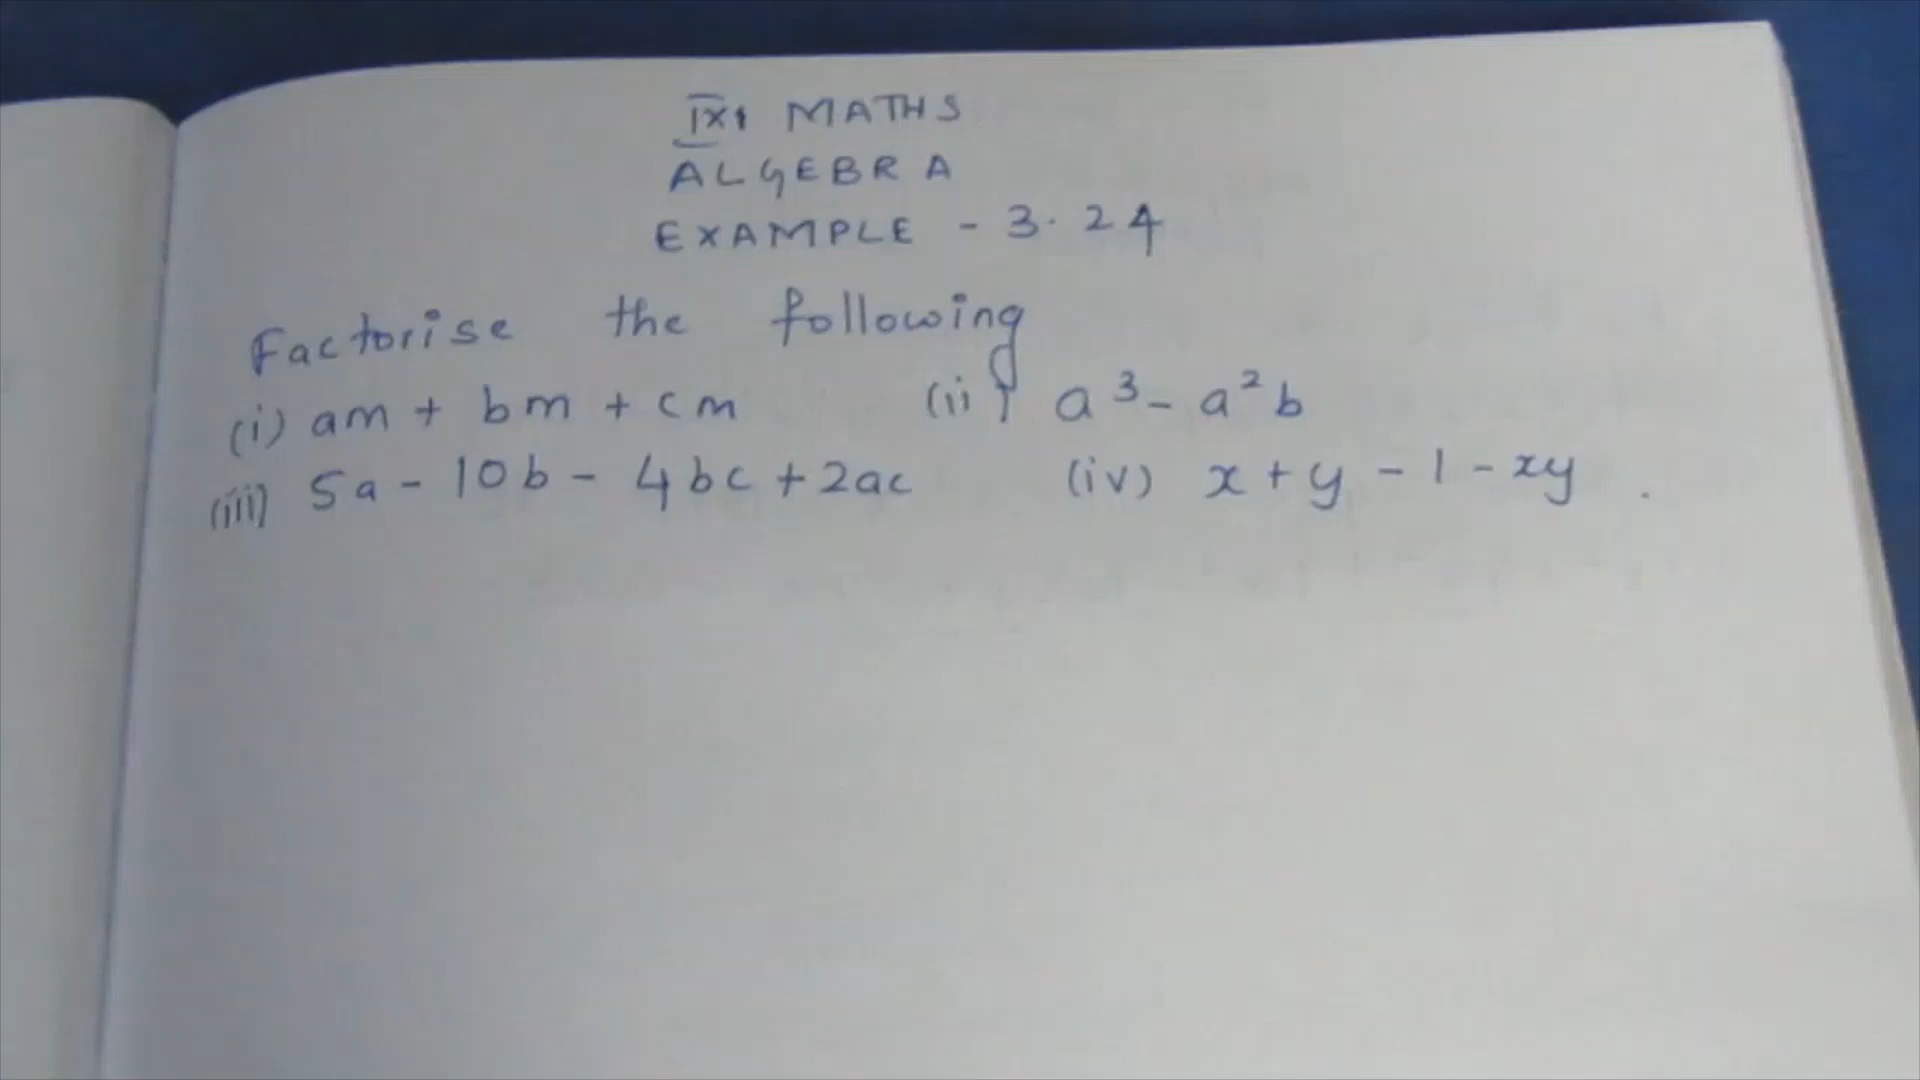 IX MATHS
ALGEBRA
EXAMPLE - 3.24
Factorise the following
(i) am + bm + cm (ii) a³ - a²b
(iii) 5a - 10b - 4bc + 2ac (iv) x + y - 1 - xy .